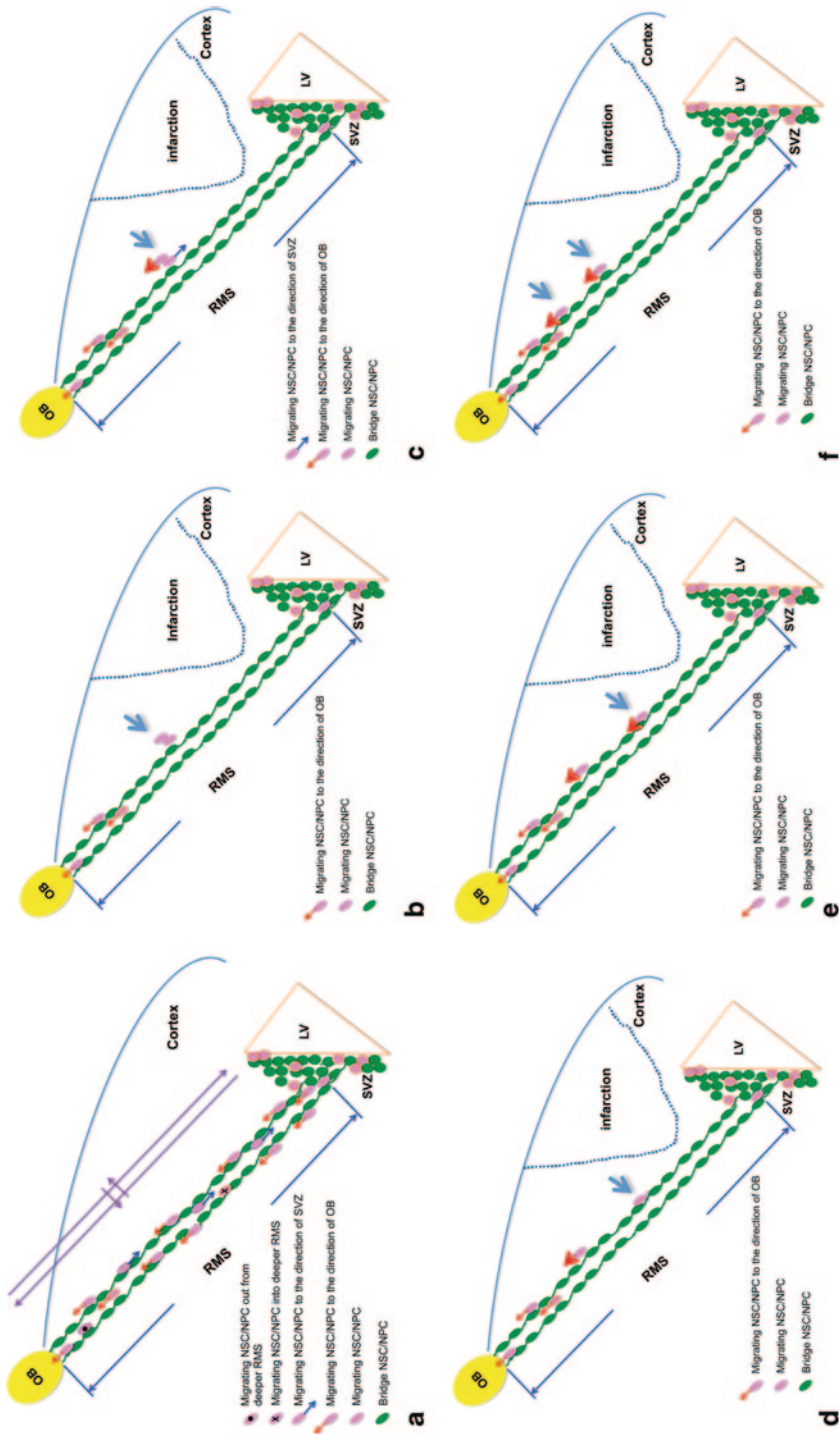 OB
Cortex
RMS
LV
SVZ
Migrating NSC/NPC out from
deeper RMS
Migrating NSC/NPC into deeper RMS
Migrating NSC/NPC to the direction of SVZ
Migrating NSC/NPC to the direction of OB
Migrating NSC/NPC
Bridge NSC/NPC
a
OB
Infarction
Cortex
RMS
LV
SVZ
Migrating NSC/NPC to the direction of OB
Migrating NSC/NPC
Bridge NSC/NPC
b
OB
infarction
Cortex
RMS
LV
SVZ
Migrating NSC/NPC to the direction of SVZ
Migrating NSC/NPC to the direction of OB
Migrating NSC/NPC
Bridge NSC/NPC
c
OB
infarction
Cortex
RMS
LV
SVZ
Migrating NSC/NPC to the direction of OB
Migrating NSC/NPC
Bridge NSC/NPC
d
OB
infarction
Cortex
RMS
LV
SVZ
Migrating NSC/NPC to the direction of OB
Migrating NSC/NPC
Bridge NSC/NPC
e
OB
infarction
Cortex
RMS
LV
SVZ
Migrating NSC/NPC to the direction of OB
Migrating NSC/NPC
Bridge NSC/NPC
f